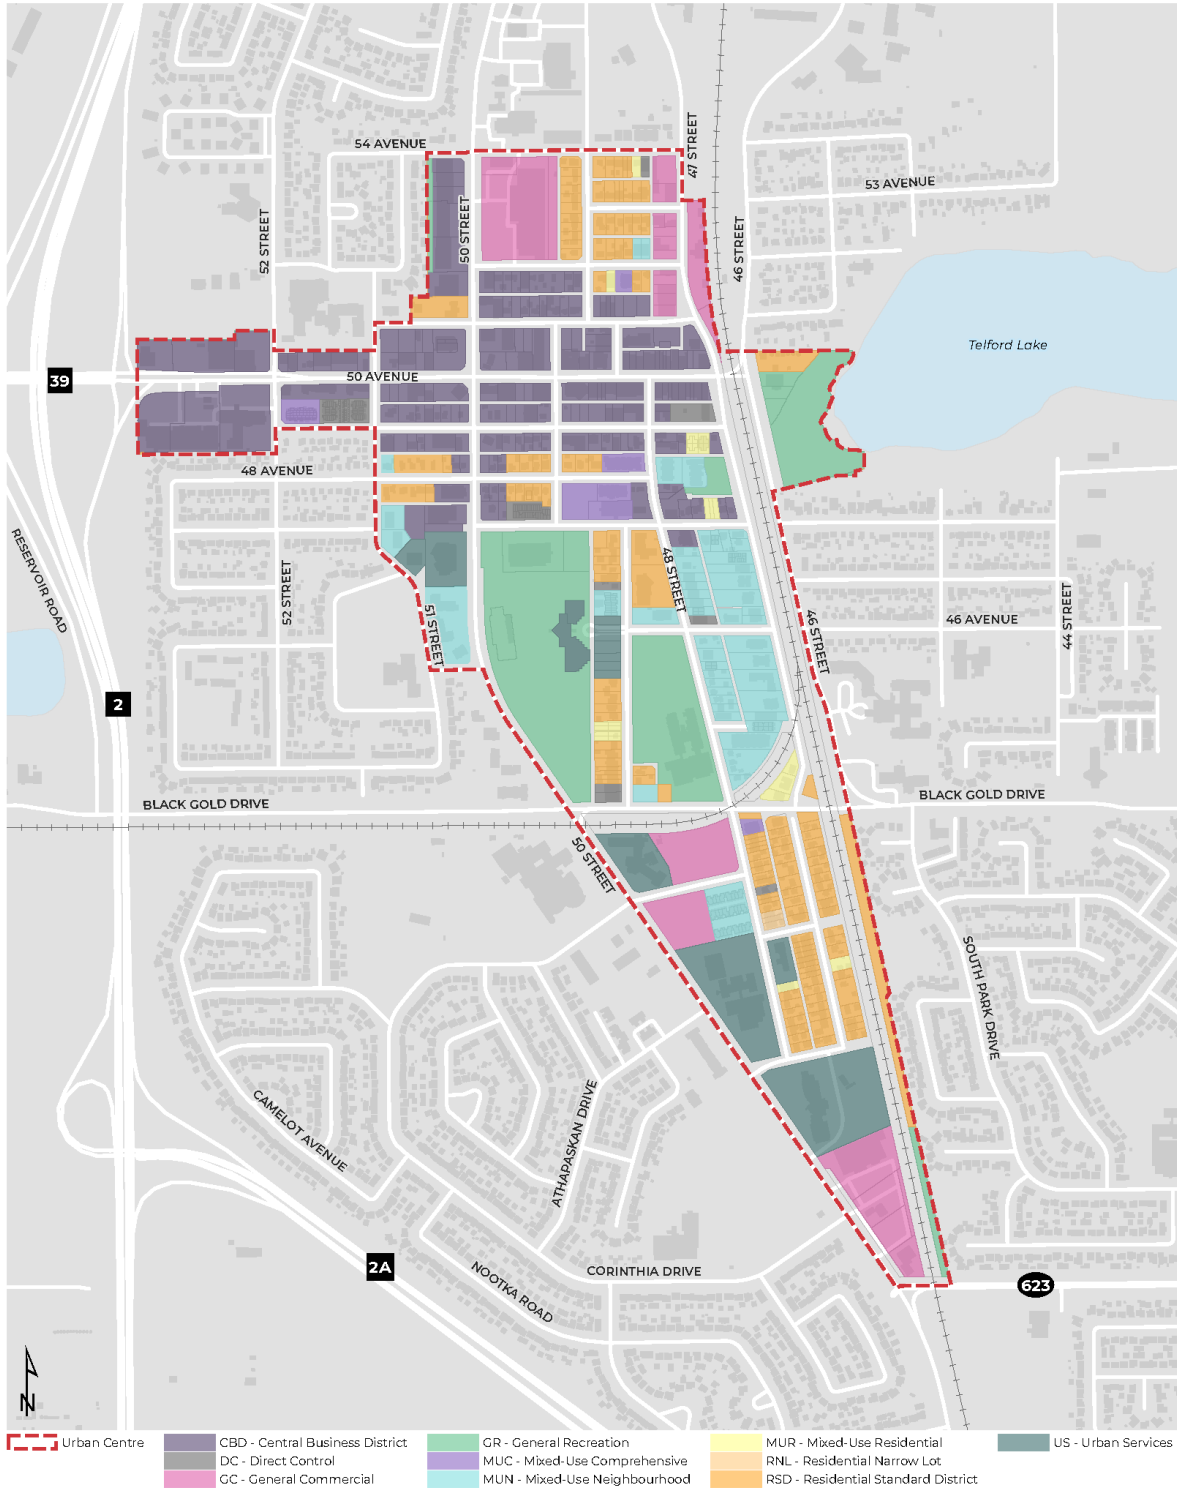 54 AVENUE
47 STREET
53 AVENUE
52 STREET
50 STREET
46 STREET
Telford Lake
39
50 AVENUE
48 AVENUE
RESERVOIR ROAD
52 STREET
51 STREET
48 STREET
46 STREET
46 AVENUE
44 STREET
2
BLACK GOLD DRIVE
BLACK GOLD DRIVE
50 STREET
SOUTH PARK DRIVE
CAMELOT AVENUE
ATHAPASKAN DRIVE
2A
NOOTKA ROAD
CORINTHIA DRIVE
623
N
Urban Centre
CBD - Central Business District
DC - Direct Control
GC - General Commercial
GR - General Recreation
MUC - Mixed-Use Comprehensive
MUN - Mixed-Use Neighbourhood
MUR - Mixed-Use Residential
RNL - Residential Narrow Lot
RSD - Residential Standard District
US - Urban Services